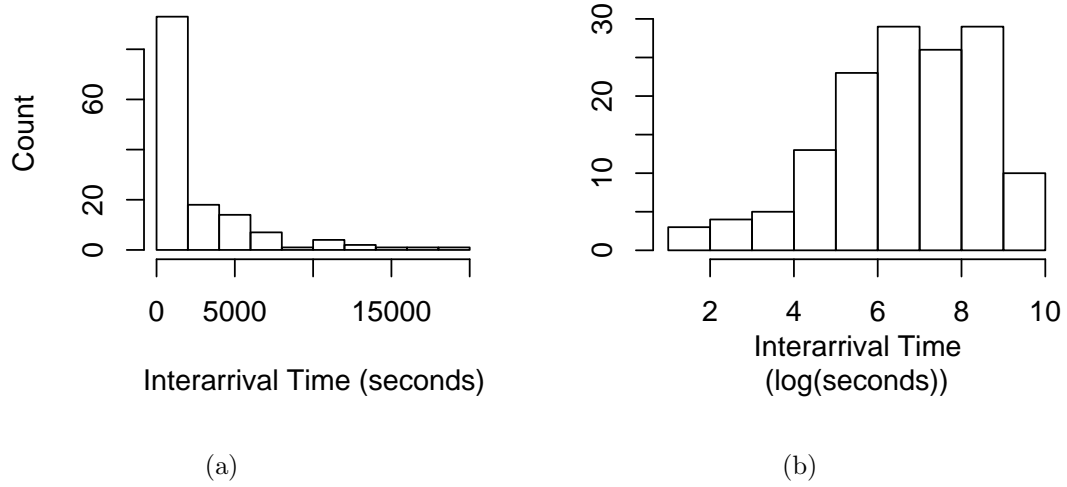 Count
0
20
60
0
5000
15000
Interarrival Time (seconds)
(a)
0
10
20
30
2
4
6
8
10
Interarrival Time
(log(seconds))
(b)